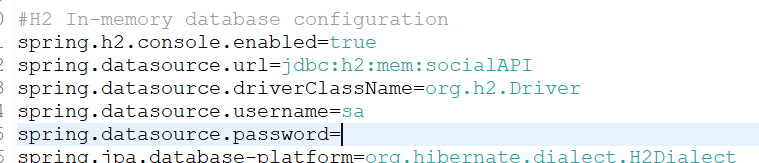 #H2 In-memory database configuration
spring.h2.console.enabled=true
spring.datasource.url=jdbc:h2:mem:socialAPI
spring.datasource.driverClassName=org.h2.Driver
spring.datasource.username=sa
spring.datasource.password=
spring.jpa.database-platform=org.hibernate.dialect.H2Dialect